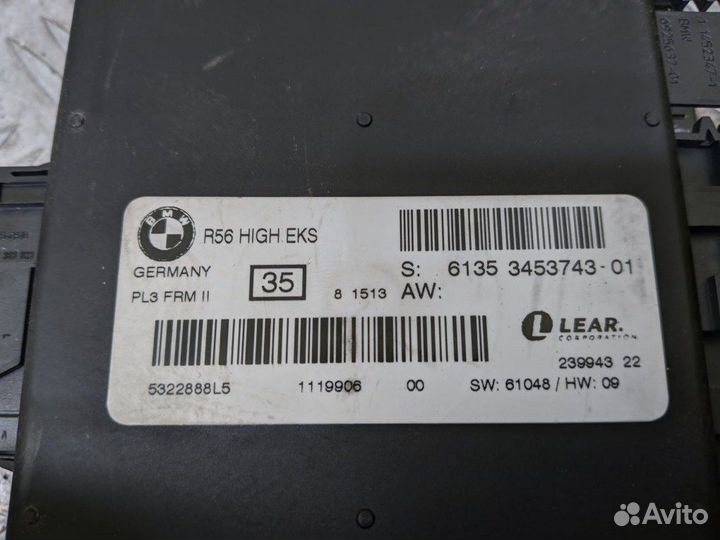 BMW
R56 HIGH EKS
GERMANY
35
PL3 FRM II
8 1513
S: 6135 3453743-01
AW:
LEAR.
CORPORATION
239943 22
5322888L5
1119906
00
SW: 61048 / HW: 09
BMW
Avito